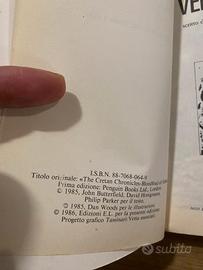 VE
I.S.B.N. 88-7068-064-8
Titolo originale: «The Cretan Chronicles-Bloodfeud of
Prima edizione: Penguin Books Ltd., London
© 1985, John Butterfield, David Honigmann,
Philip Parker per il testo.
© 1985, Dan Woods per le illustrazioni.
© 1986, Edizioni E.L. per la presente edizione
Progetto grafico Tassinari Vetta associati.
subito